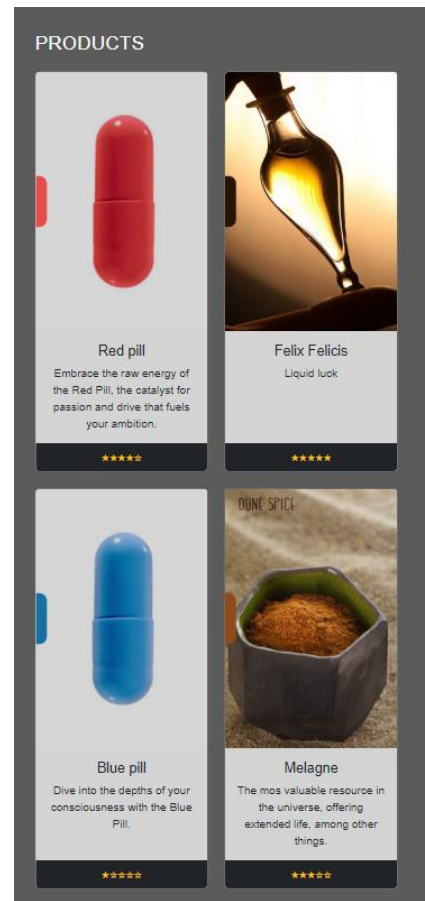 PRODUCTS
Red pill
Embrace the raw energy of
the Red Pill, the catalyst for
passion and drive that fuels
your ambition.
★★★★☆
Felix Felicis
Liquid luck
★★★★★
Blue pill
Dive into the depths of your
consciousness with the Blue
Pill.
★☆☆☆☆
DUNE SPICE
Melagne
The mos valuable resource in
the universe, offering
extended life, among other
things.
★★★☆☆